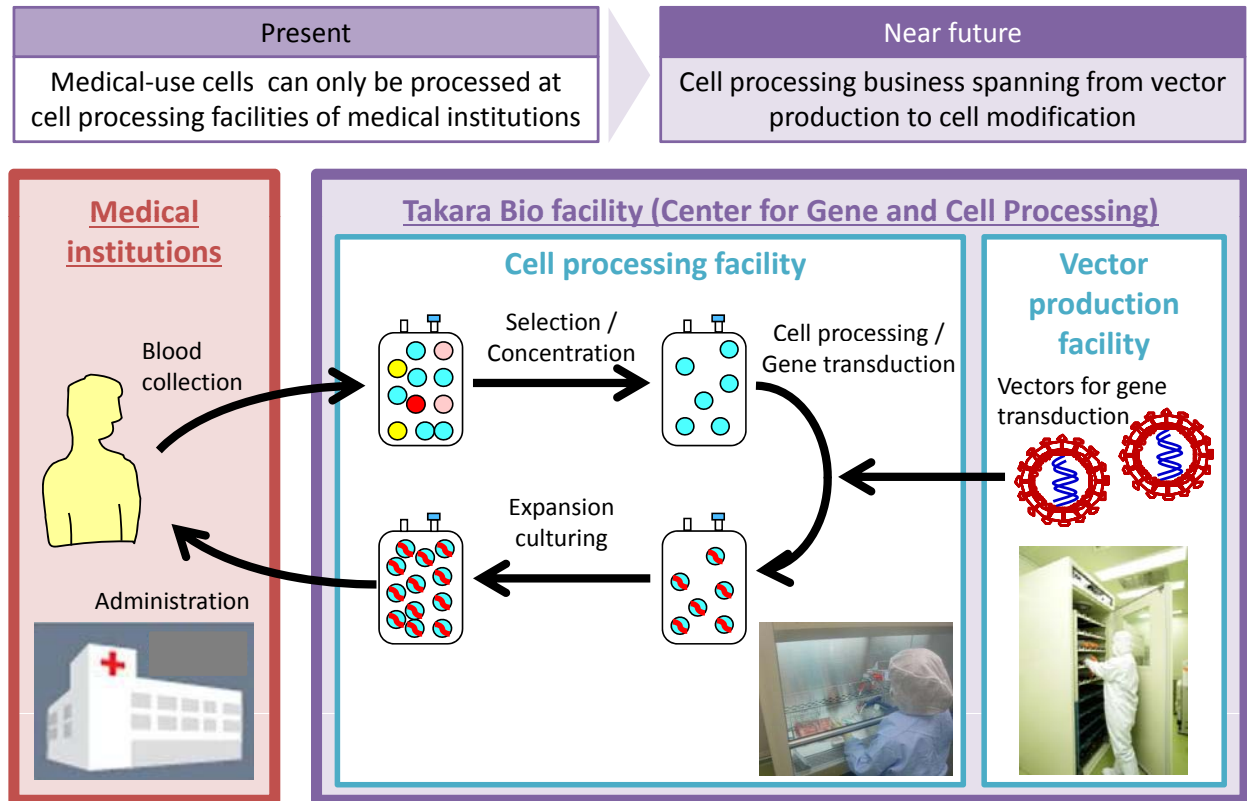 Present
Medical-use cells can only be processed at
cell processing facilities of medical institutions
Near future
Cell processing business spanning from vector
production to cell modification
Medical
institutions
Takara Bio facility (Center for Gene and Cell Processing)
Cell processing facility
Vector
production
facility
Blood
collection
Selection /
Concentration
Cell processing /
Gene transduction
Vectors for gene
transduction
Expansion
culturing
Administration